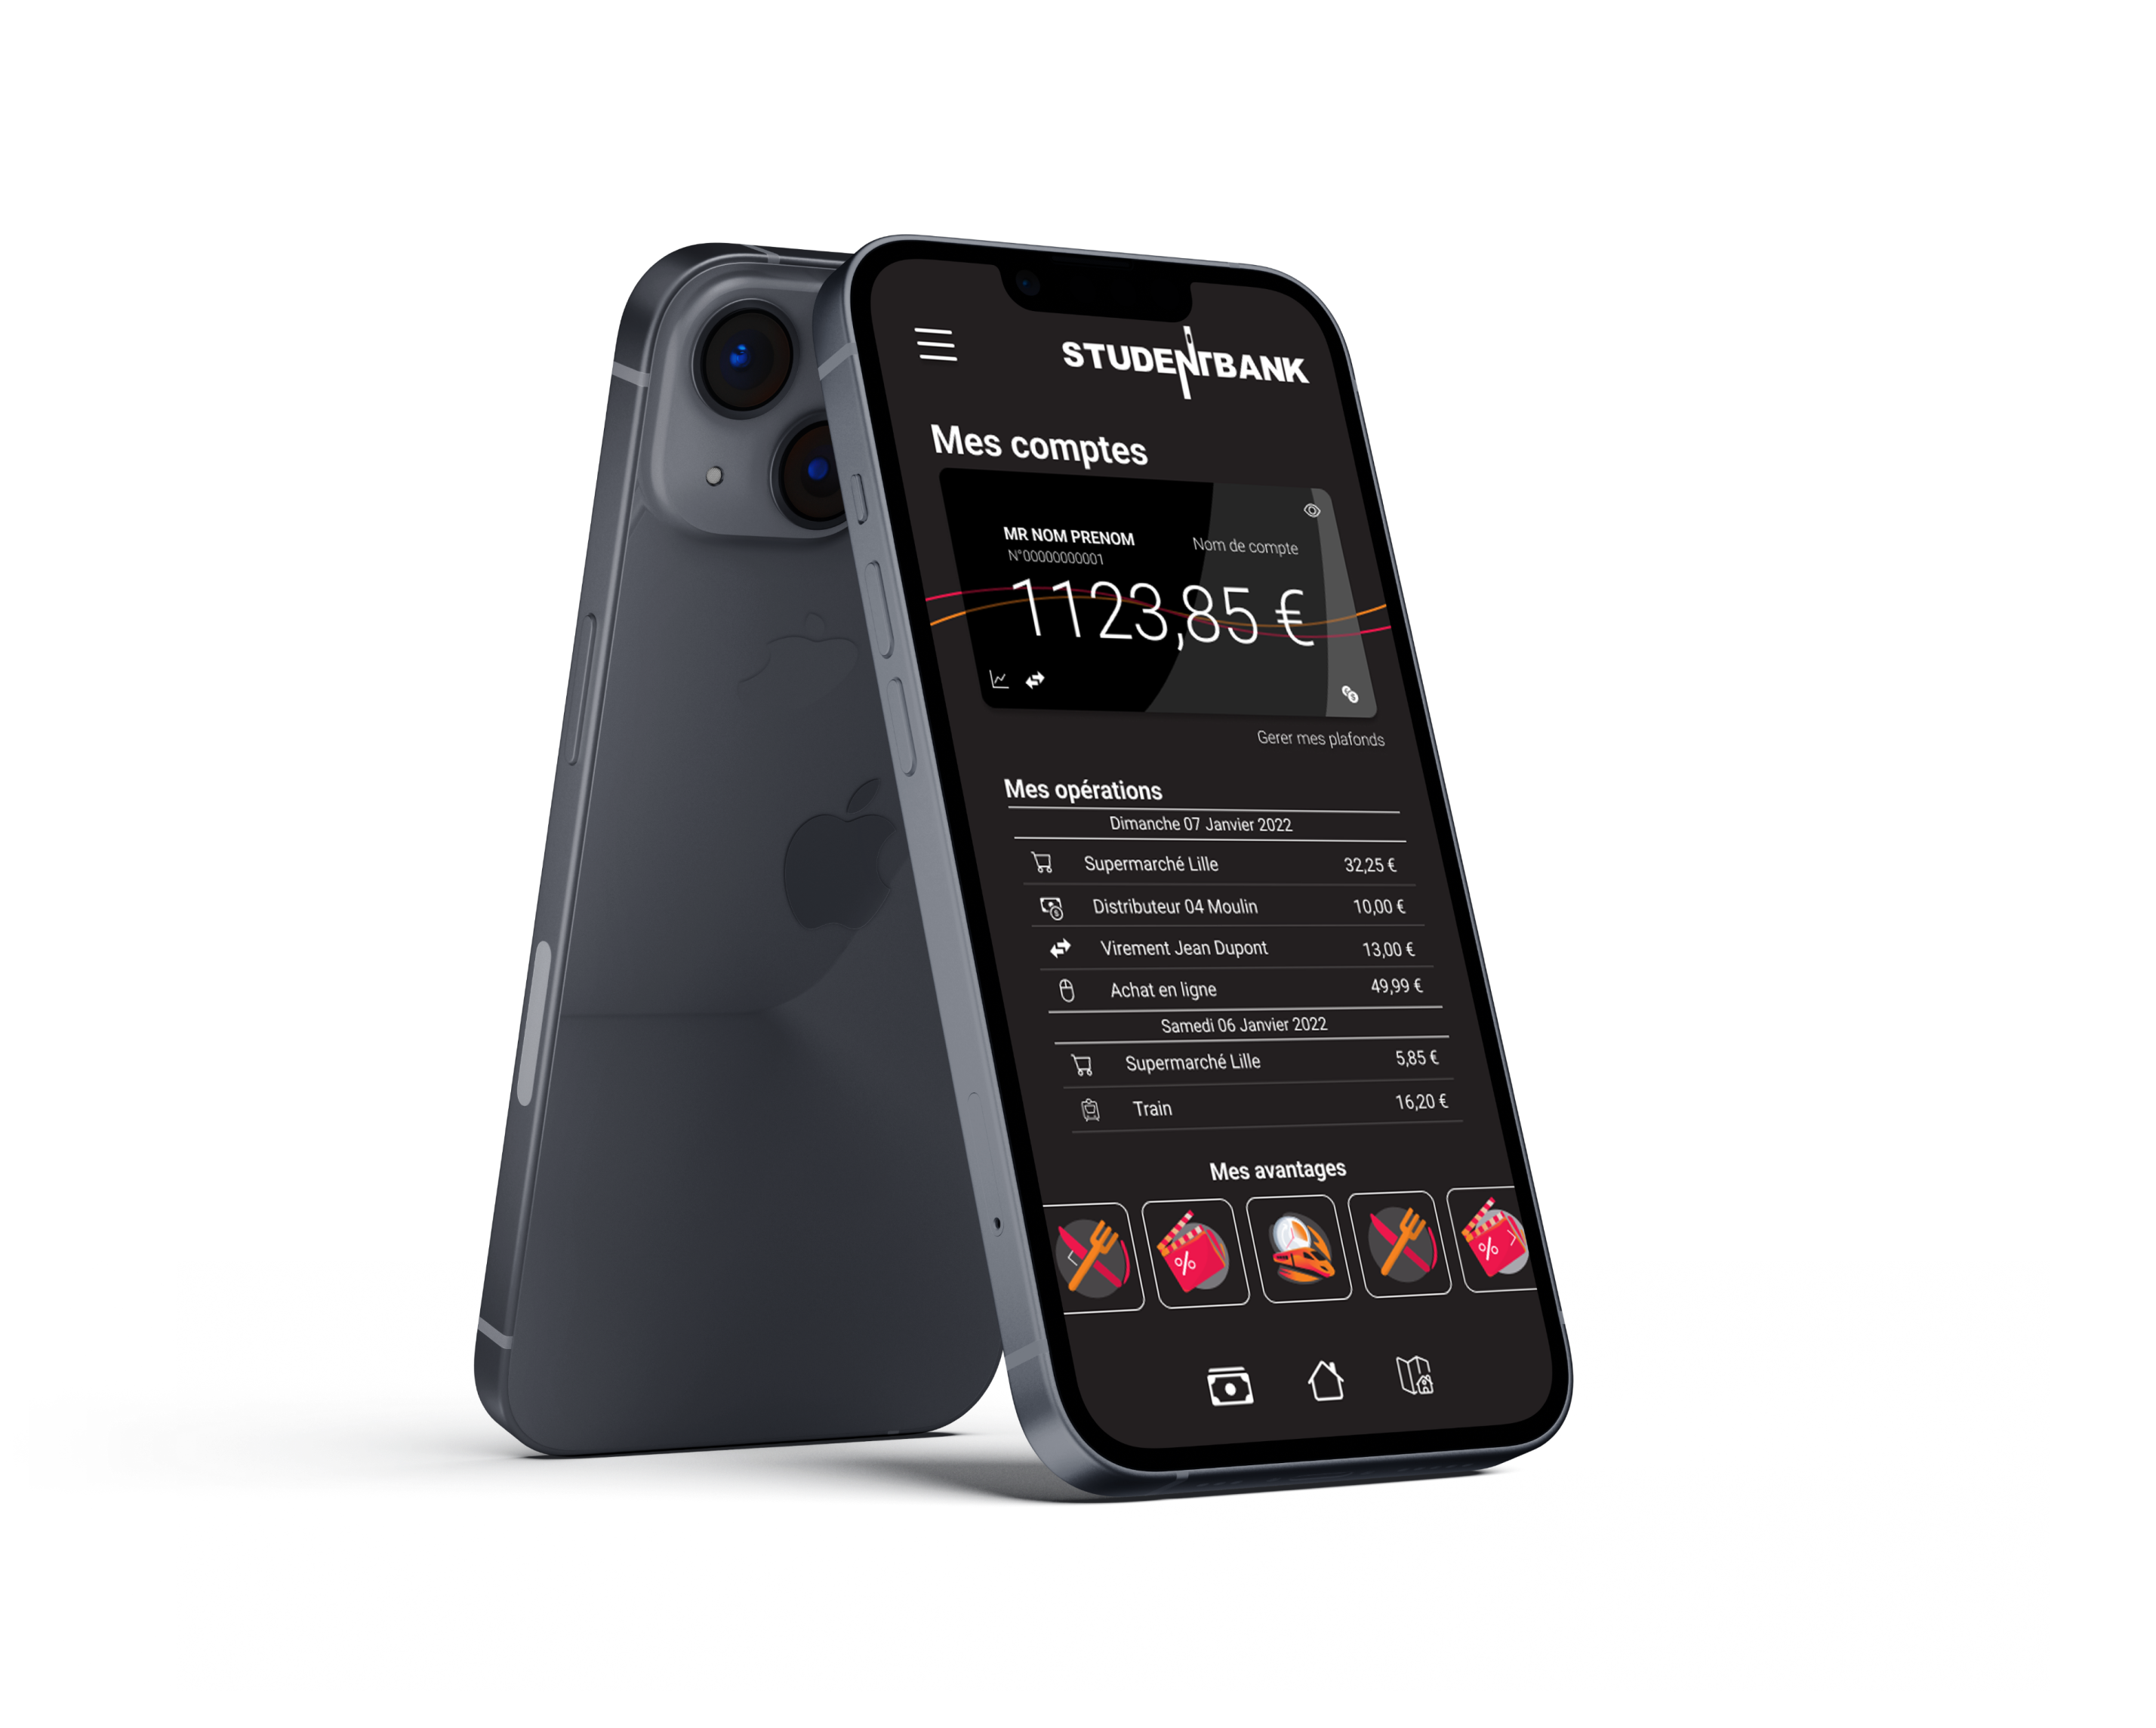 STUDENTBANK
Mes comptes
MR NOM PRENOM
N°00000000001
Nom de compte
1123,85 €
Gerer mes plafonds
Mes opérations
Dimanche 07 Janvier 2022
Supermarché Lille 32,25 €
Distributeur 04 Moulin 10,00 €
Virement Jean Dupont 13,00 €
Achat en ligne 49,99 €
Samedi 06 Janvier 2022
Supermarché Lille 5,85 €
Train 16,20 €
Mes avantages
%
%